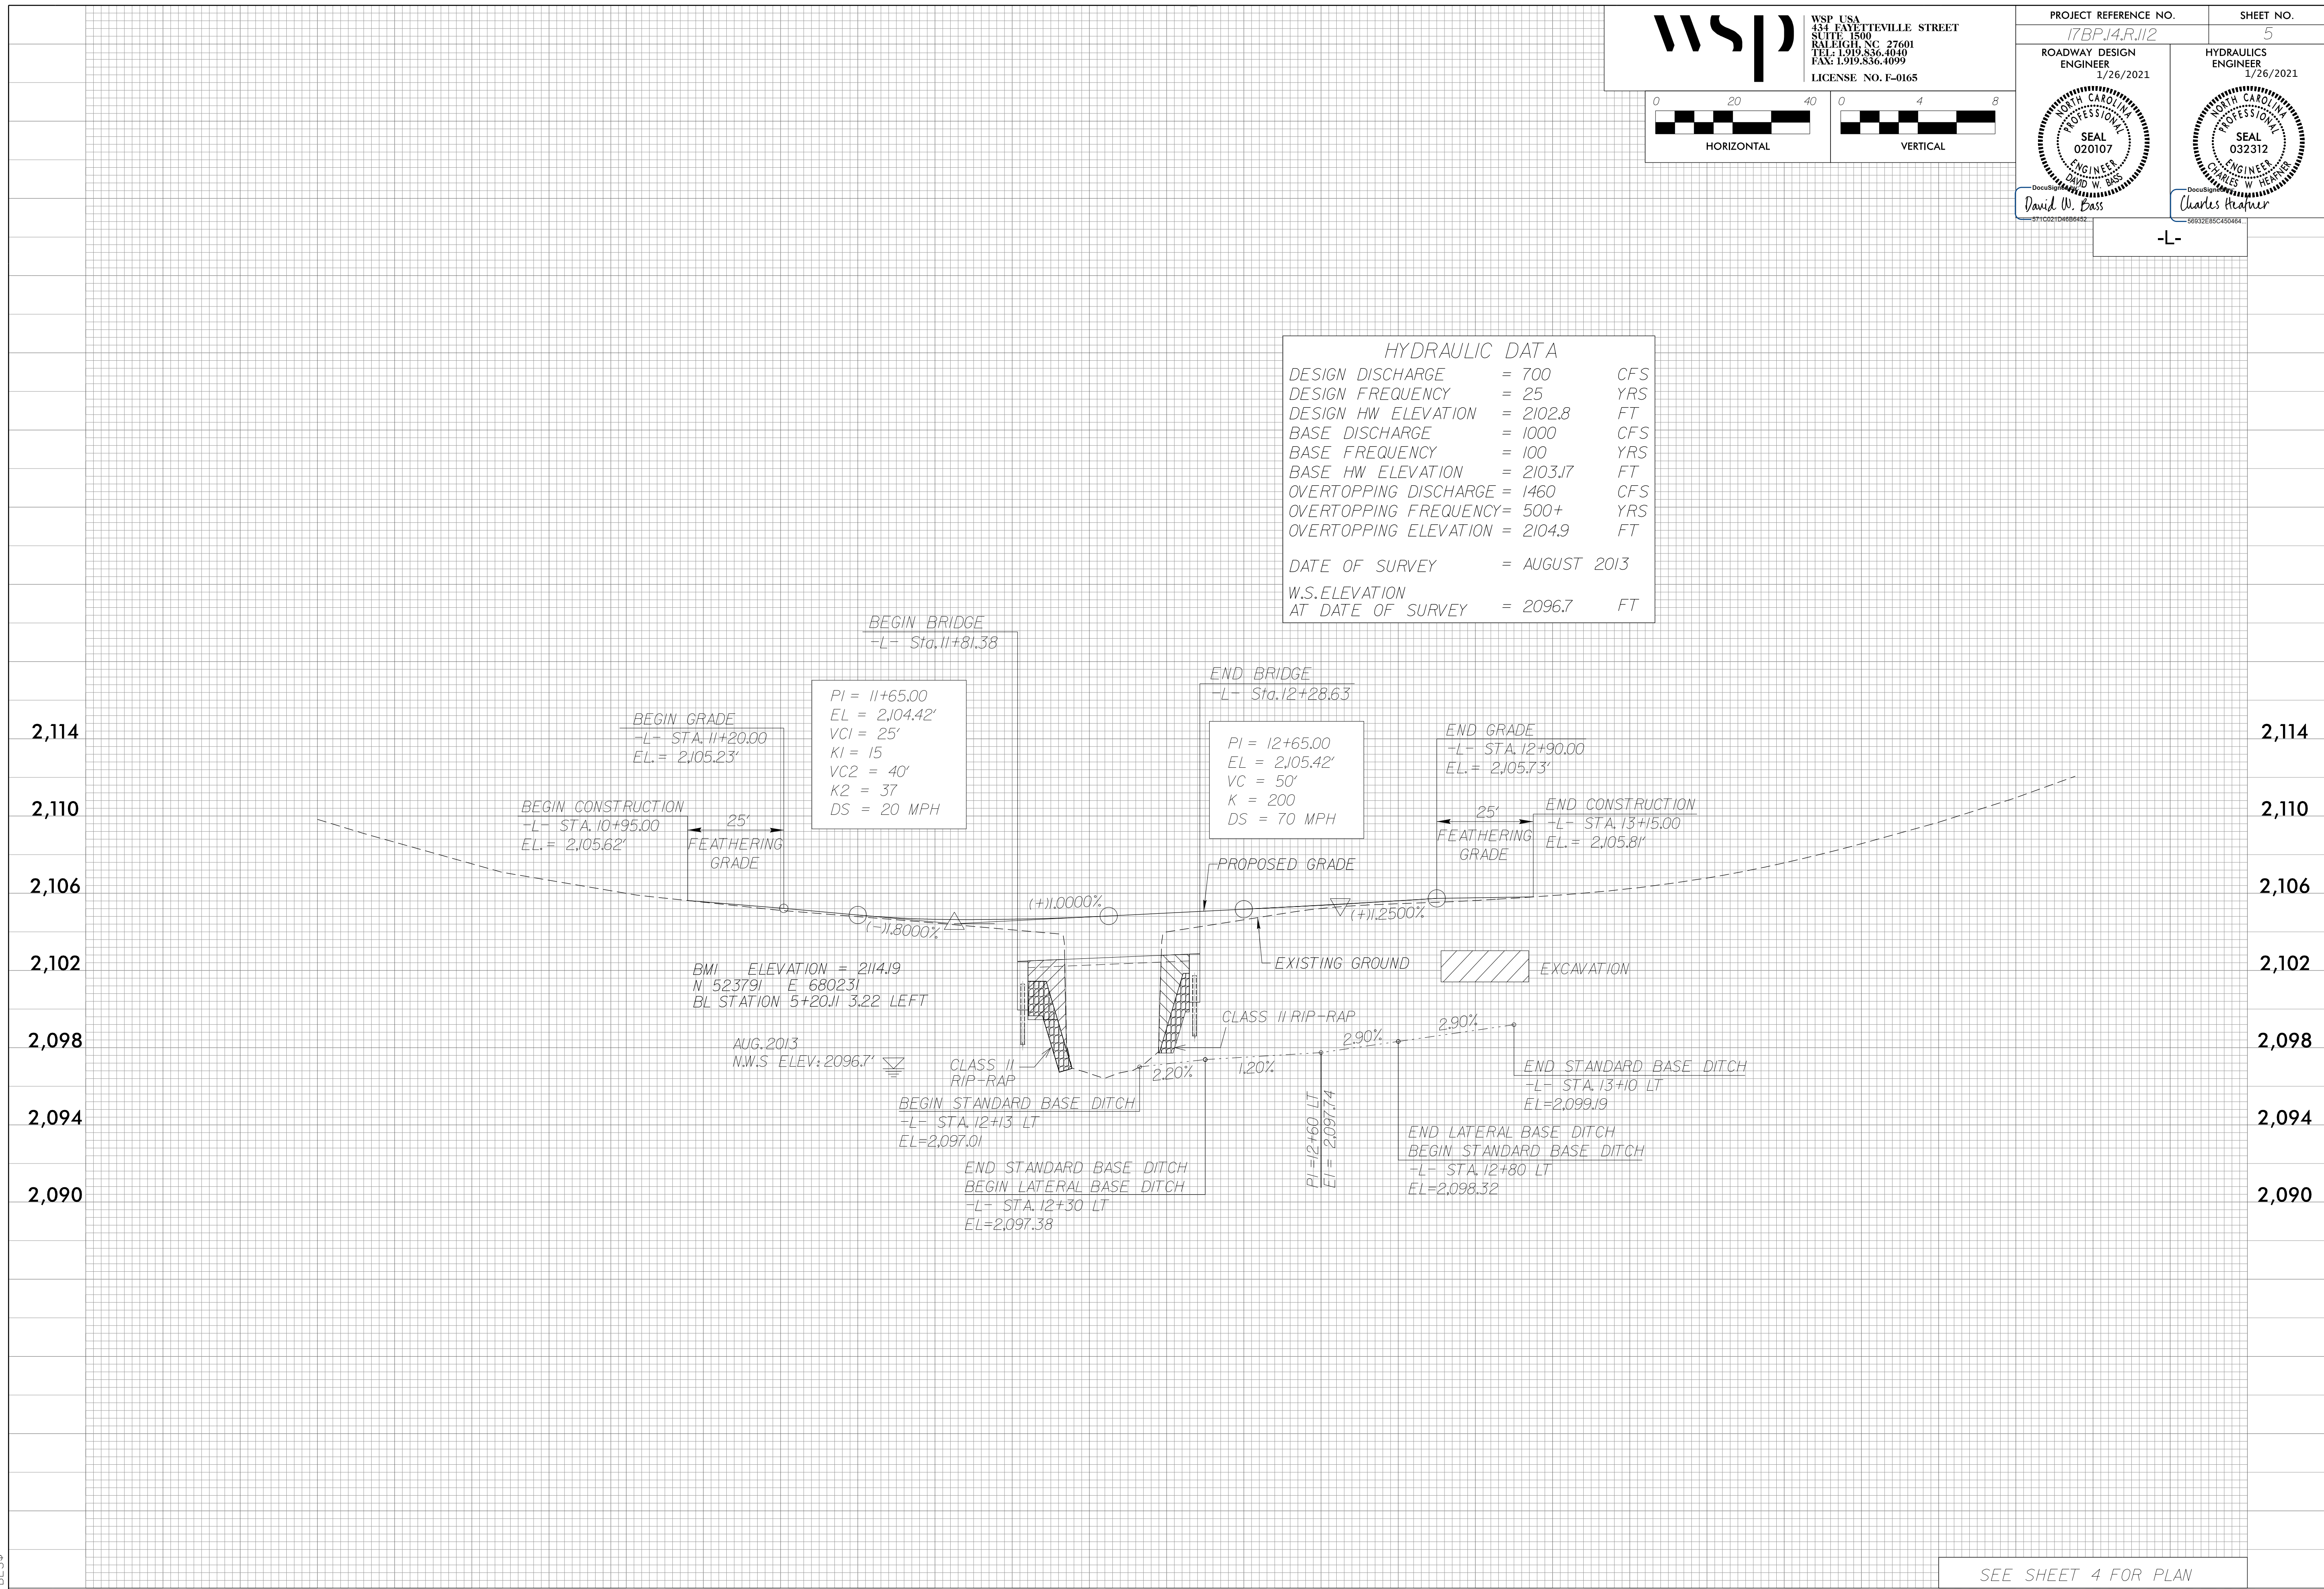 wsp
WSP USA
434 FAYETTEVILLE STREET
SUITE 1500
RALEIGH, NC 27601
TEL: 1.919.836.4040
FAX: 1.919.836.4099
LICENSE NO. F-0165
PROJECT REFERENCE NO.
SHEET NO.
17BP.14.R.112
5
ROADWAY DESIGN
ENGINEER
1/26/2021
HYDRAULICS
ENGINEER
1/26/2021
NORTH CAROLINA
PROFESSIONAL
SEAL
020107
ENGINEER
DAVID W. BASS
NORTH CAROLINA
PROFESSIONAL
SEAL
032312
ENGINEER
CHARLES W HEAFNER
David W. Bass
571C021D46B6452...
Charles Heafner
56932E85C450464...
0 20 40
HORIZONTAL
0 4 8
VERTICAL
-L-
HYDRAULIC DATA
DESIGN DISCHARGE = 700 CFS
DESIGN FREQUENCY = 25 YRS
DESIGN HW ELEVATION = 2102.8 FT
BASE DISCHARGE = 1000 CFS
BASE FREQUENCY = 100 YRS
BASE HW ELEVATION = 2103.17 FT
OVERTOPPING DISCHARGE = 1460 CFS
OVERTOPPING FREQUENCY= 500+ YRS
OVERTOPPING ELEVATION = 2104.9 FT
DATE OF SURVEY = AUGUST 2013
W.S.ELEVATION
AT DATE OF SURVEY = 2096.7 FT
BEGIN BRIDGE
-L- Sta.11+81.38
END BRIDGE
-L- Sta.12+28.63
PI = 11+65.00
EL = 2,104.42'
VC1 = 25'
K1 = 15
VC2 = 40'
K2 = 37
DS = 20 MPH
PI = 12+65.00
EL = 2,105.42'
VC = 50'
K = 200
DS = 70 MPH
BEGIN GRADE
-L- STA. 11+20.00
EL. = 2,105.23'
END GRADE
-L- STA. 12+90.00
EL. = 2,105.73'
BEGIN CONSTRUCTION
-L- STA. 10+95.00
EL. = 2,105.62'
25'
FEATHERING
GRADE
25'
FEATHERING
GRADE
END CONSTRUCTION
-L- STA. 13+15.00
EL. = 2,105.81'
2,114
2,110
2,106
2,102
2,098
2,094
2,090
2,114
2,110
2,106
2,102
2,098
2,094
2,090
PROPOSED GRADE
(-)1.8000%
(+)1.0000%
(+)1.2500%
EXISTING GROUND
EXCAVATION
BM1 ELEVATION = 2114.19
N 523791 E 680231
BL STATION 5+20.11 3.22 LEFT
AUG.2013
N.W.S ELEV: 2096.7'
CLASS II
RIP-RAP
CLASS II RIP-RAP
2.20%
1.20%
2.90%
2.90%
BEGIN STANDARD BASE DITCH
-L- STA. 12+13 LT
EL=2,097.01
END STANDARD BASE DITCH
BEGIN LATERAL BASE DITCH
-L- STA. 12+30 LT
EL=2,097.38
PI =12+60 LT
El = 2,097.74
END LATERAL BASE DITCH
BEGIN STANDARD BASE DITCH
-L- STA. 12+80 LT
EL=2,098.32
END STANDARD BASE DITCH
-L- STA. 13+10 LT
EL=2,099.19
SEE SHEET 4 FOR PLAN